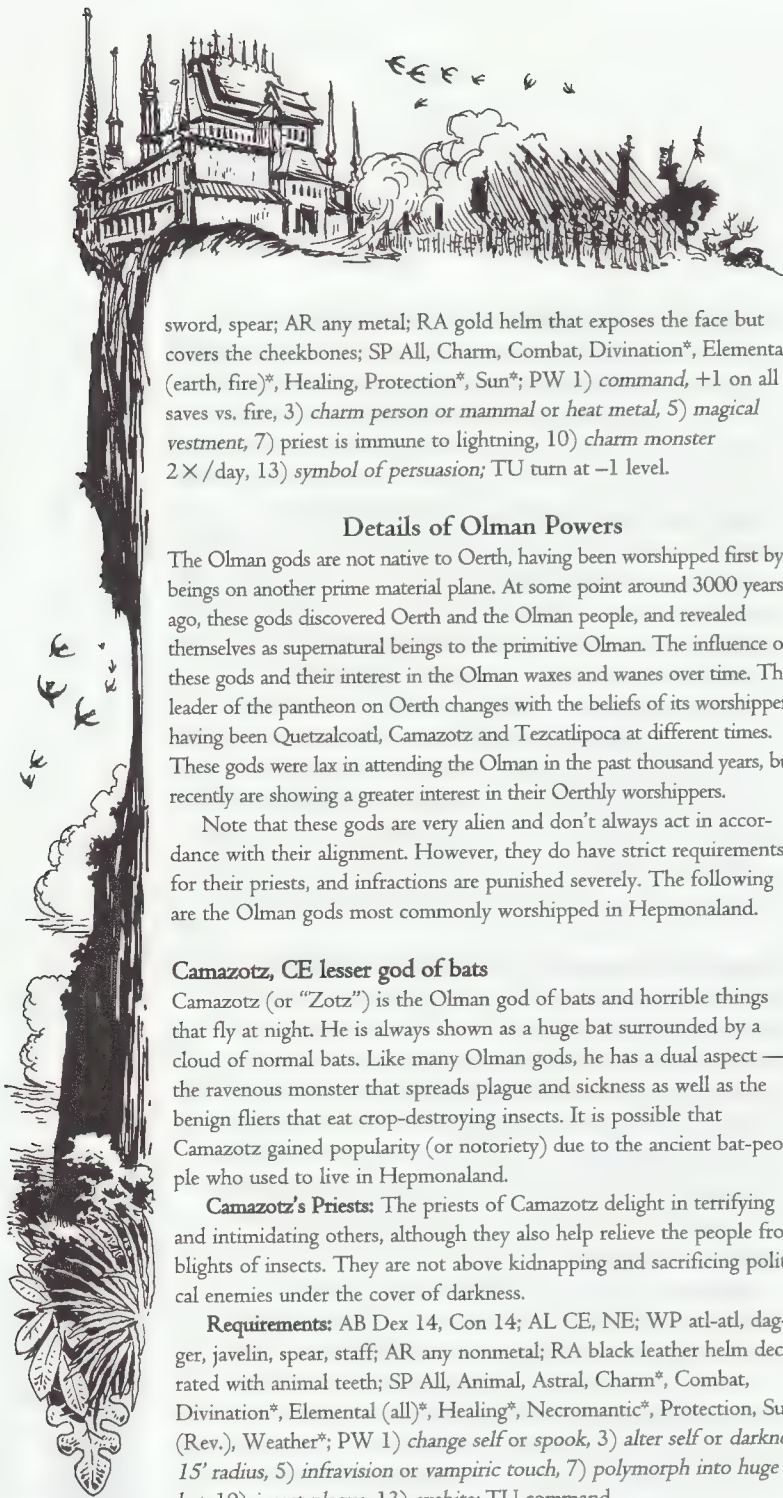 sword, spear; AR any metal; RA gold helm that exposes the face but
covers the cheekbones; SP All, Charm, Combat, Divination*, Elemental
(earth, fire)*, Healing, Protection*, Sun*; PW 1) command, +1 on all
saves vs. fire, 3) charm person or mammal or heat metal, 5) magical
vestment, 7) priest is immune to lightning, 10) charm monster
2×/day, 13) symbol of persuasion; TU turn at –1 level.
Details of Olman Powers
The Olman gods are not native to Oerth, having been worshipped first by
beings on another prime material plane. At some point around 3000 years
ago, these gods discovered Oerth and the Olman people, and revealed
themselves as supernatural beings to the primitive Olman. The influence o
these gods and their interest in the Olman waxes and wanes over time. Th
leader of the pantheon on Oerth changes with the beliefs of its worshipper
having been Quetzalcoatl, Camazotz and Tezcatlipoca at different times.
These gods were lax in attending the Olman in the past thousand years, bu
recently are showing a greater interest in their Oerthly worshippers.
Note that these gods are very alien and don't always act in accor-
dance with their alignment. However, they do have strict requirements
for their priests, and infractions are punished severely. The following
are the Olman gods most commonly worshipped in Hepmonaland.
Camazotz, CE lesser god of bats
Camazotz (or "Zotz") is the Olman god of bats and horrible things
that fly at night. He is always shown as a huge bat surrounded by a
cloud of normal bats. Like many Olman gods, he has a dual aspect —
the ravenous monster that spreads plague and sickness as well as the
benign fliers that eat crop-destroying insects. It is possible that
Camazotz gained popularity (or notoriety) due to the ancient bat-peo
ple who used to live in Hepmonaland.
Camazotz's Priests: The priests of Camazotz delight in terrifying
and intimidating others, although they also help relieve the people fro
blights of insects. They are not above kidnapping and sacrificing polit
cal enemies under the cover of darkness.
Requirements: AB Dex 14, Con 14; AL CE, NE; WP atl-atl, dag-
ger, javelin, spear, staff; AR any nonmetal; RA black leather helm dec
rated with animal teeth; SP All, Animal, Astral, Charm*, Combat,
Divination*, Elemental (all)*, Healing*, Necromantic*, Protection, Su
(Rev.), Weather*; PW 1) change self or spook, 3) alter self or darkne
15' radius, 5) infravision or vampiric touch, 7) polymorph into huge